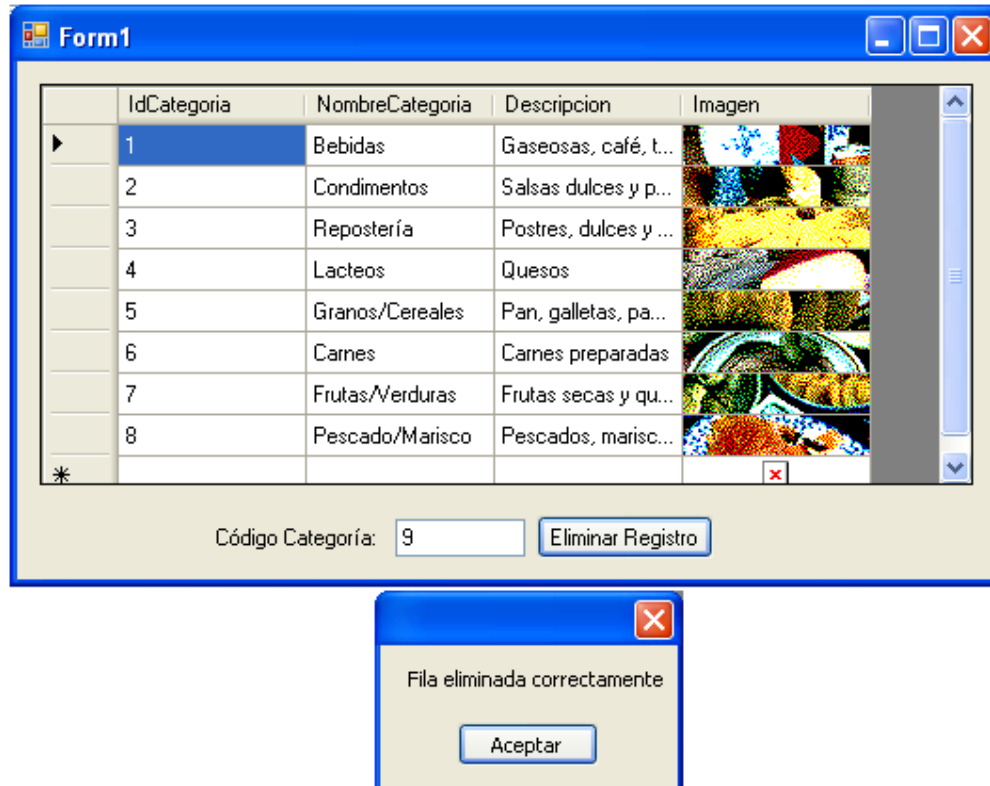 Form1
IdCategoria NombreCategoria Descripcion Imagen
1 Bebidas Gaseosas, café, t...
2 Condimentos Salsas dulces y p...
3 Repostería Postres, dulces y ...
4 Lacteos Quesos
5 Granos/Cereales Pan, galletas, pa...
6 Carnes Carnes preparadas
7 Frutas/Verduras Frutas secas y qu...
8 Pescado/Marisco Pescados, marisc...
Código Categoría: 9 Eliminar Registro
Fila eliminada correctamente
Aceptar